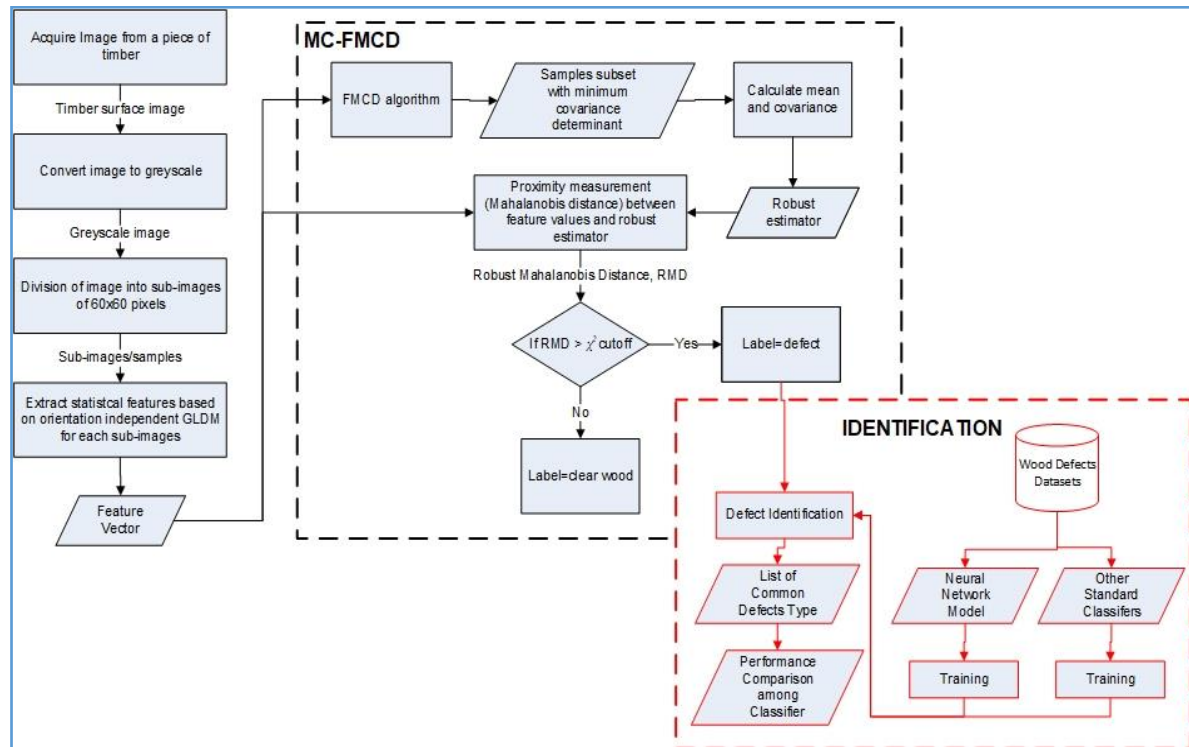 Acquire Image from a piece of
timber
Timber surface image
Convert image to greyscale
Greyscale image
Division of image into sub-images
of 60x60 pixels
Sub-images/samples
Extract statistcal features based
on orientation independent GLDM
for each sub-images
Feature
Vector
MC-FMCD
FMCD algorithm
Samples subset
with minimum
covariance
determinant
Calculate mean
and covariance
Robust
estimator
Proximity measurement
(Mahalanobis distance) between
feature values and robust
estimator
Robust Mahalanobis Distance, RMD
If RMD > χ² cutoff
Yes
Label=defect
No
Label=clear wood
IDENTIFICATION
Wood Defects
Datasets
Defect Identification
List of
Common
Defects Type
Performance
Comparison
among
Classifier
Neural
Network
Model
Training
Other
Standard
Classifers
Training